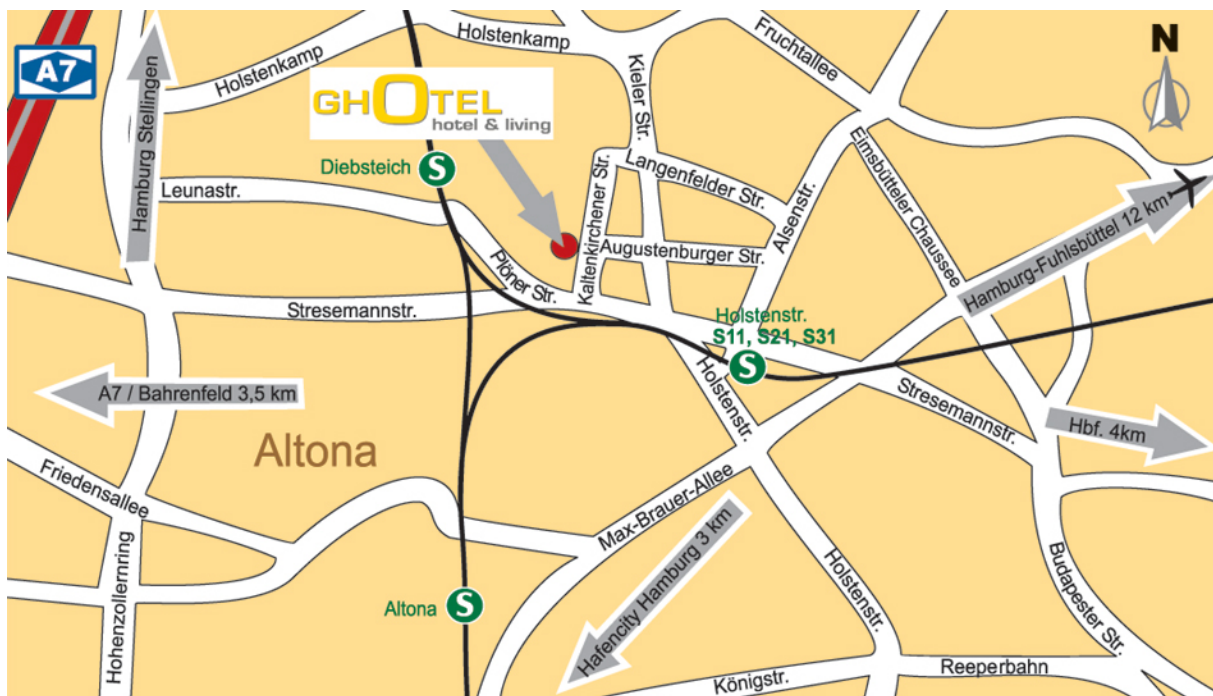 A7
Holstenkamp
Holstenkamp
Kieler Str.
Fruchtallee
N
GHOTEL
hotel & living
Hamburg Stellingen
Diebsteich
S
Leunastr.
Kaltenkirchener Str.
Langenfelder Str.
Alsenstr.
Eimsbütteler Chaussee
Augustenburger Str.
Hamburg-Fuhlsbüttel 12 km
Plöner Str.
Stresemannstr.
Holstenstr.
S11, S21, S31
S
A7 / Bahrenfeld 3,5 km
Holstenstr.
Stresemannstr.
Hbf. 4km
Altona
Friedensallee
Max-Brauer-Allee
Hohenzollernring
Altona
S
Hafencity Hamburg 3 km
Holstenstr.
Budapester Str.
Königstr.
Reeperbahn